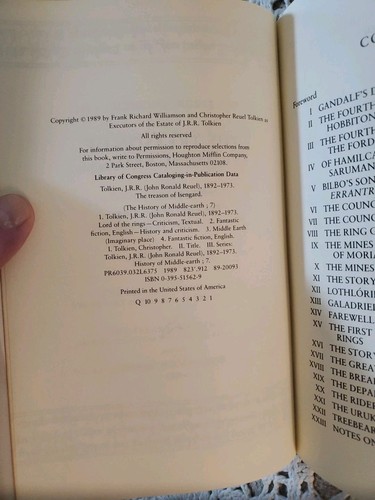 Copyright © 1989 by Frank Richard Williamson and Christopher Reuel Tolkien as
Executors of the Estate of J.R.R. Tolkien
All rights reserved
For information about permission to reproduce selections from
this book, write to Permissions, Houghton Mifflin Company,
2 Park Street, Boston, Massachusetts 02108.
Library of Congress Cataloging-in-Publication Data
Tolkien, J.R.R. (John Ronald Reuel), 1892–1973.
The treason of Isengard.
(The History of Middle-earth ; 7)
1. Tolkien, J.R.R. (John Ronald Reuel), 1892–1973.
Lord of the rings—Criticism, Textual. 2. Fantastic
fiction, English—History and criticism. 3. Middle Earth
(Imaginary place) 4. Fantastic fiction, English.
I. Tolkien, Christopher. II. Title. III. Series:
Tolkien, J.R.R. (John Ronald Reuel), 1892–1973.
History of Middle-earth ; 7.
PR6039.O32L6375 1989 823'.912 89-20093
ISBN 0-395-51562-9
Printed in the United States of America
Q 10 9 8 7 6 5 4 3 2 1
CO
Foreword
I GANDALF'S D
II THE FOURTH
HOBBITON
III THE FOURTH
THE FORD
IV OF HAMILCA
SARUMAN
V BILBO'S SON
ERRANTR
VI THE COUNC
VII THE COUNC
VIII THE RING G
IX THE MINES
OF MORIA
X THE MINES
XI THE STORY
XII LOTHLÓRI
XIII GALADRIE
XIV FAREWELL
XV THE FIRST
RINGS
XVI THE STORY
XVII THE GREAT
XVIII THE BREA
XIX THE DEPA
XX THE RIDER
XXI THE URUK
XXII TREEBEAR
XXIII NOTES ON